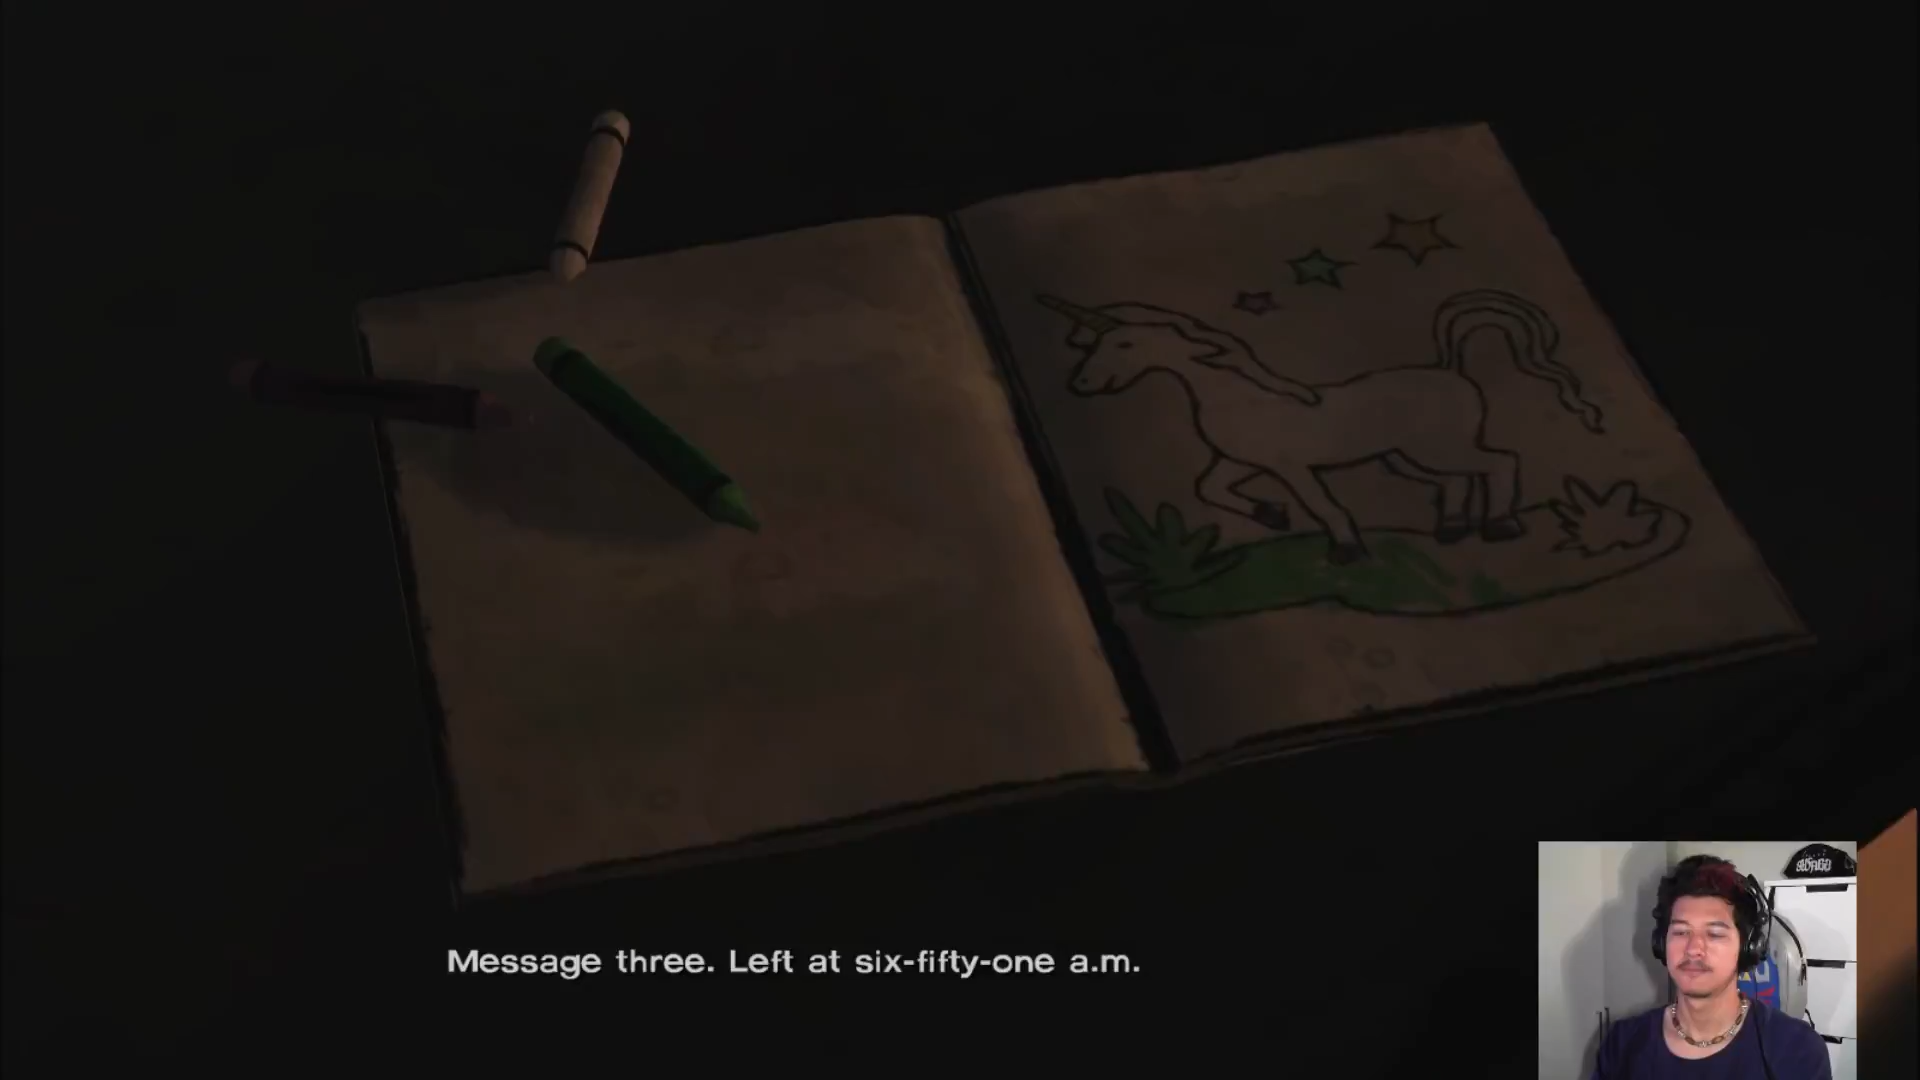 Message three. Left at six-fifty-one a.m.